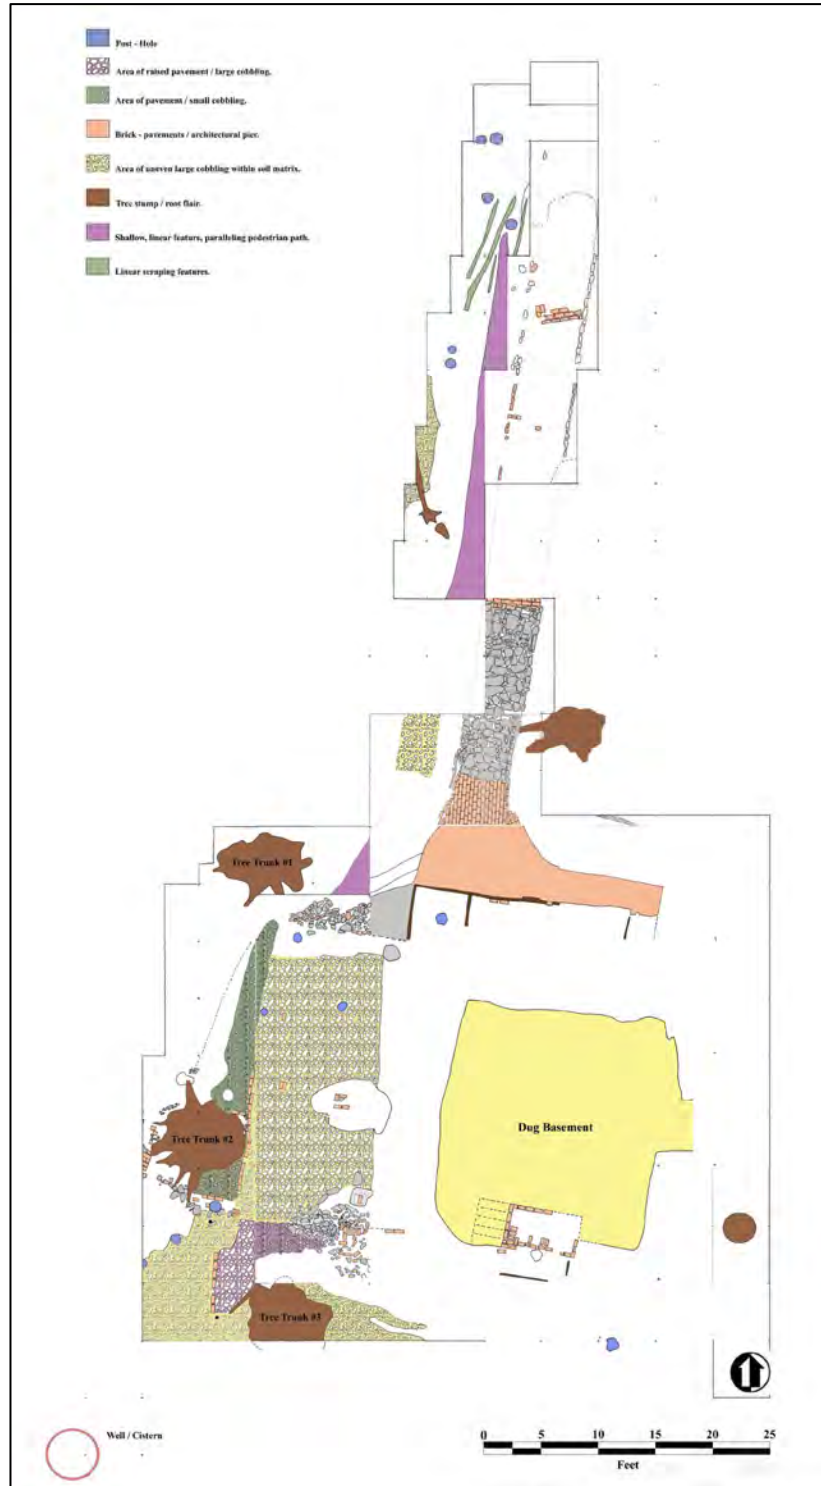 Post - Hole
Area of raised pavement / large cobbling.
Area of pavement / small cobbling.
Brick - pavements / architectural pier.
Area of uneven large cobbling within soil matrix.
Tree stump / root flair.
Shallow, linear feature, paralleling pedestrian path.
Linear scraping features.
Tree Trunk #1
Tree Trunk #2
Dug Basement
Tree Trunk #3
Well / Cistern
0 5 10 15 20 25
Feet